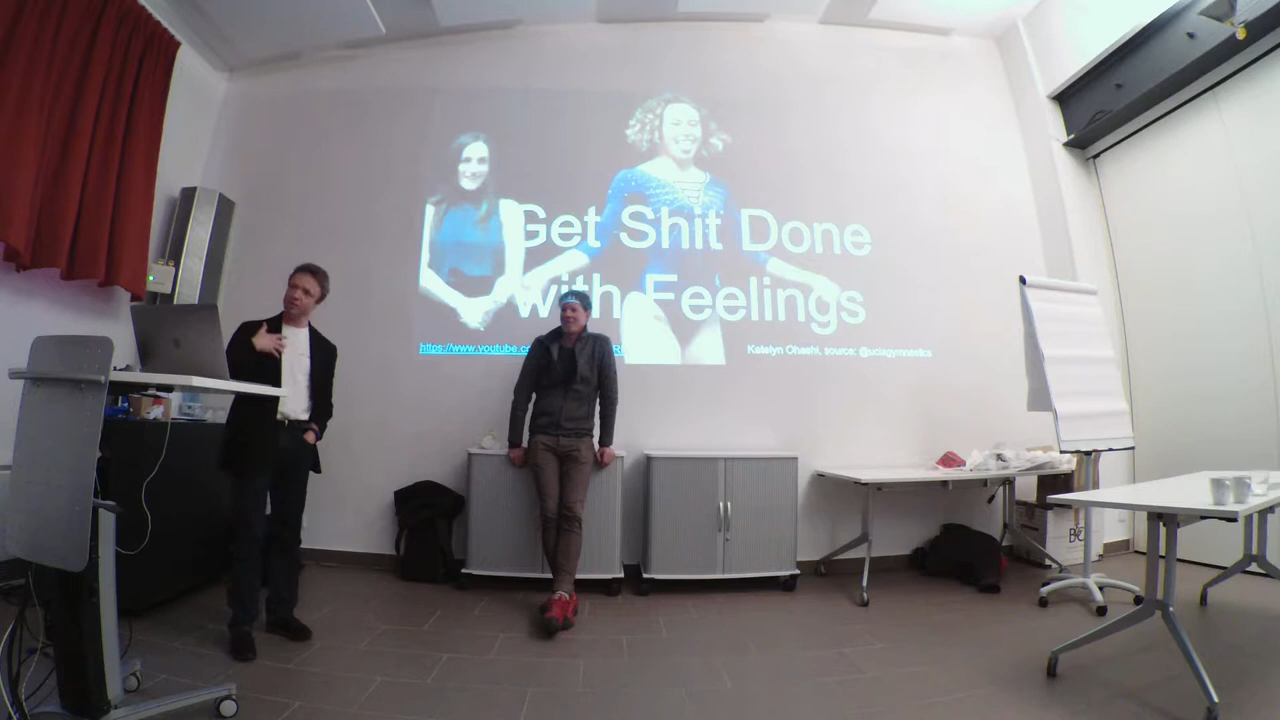 Get Shit Done
with Feelings
https://www.youtube.c
Katelyn Ohashi, source: @uclagymnastics